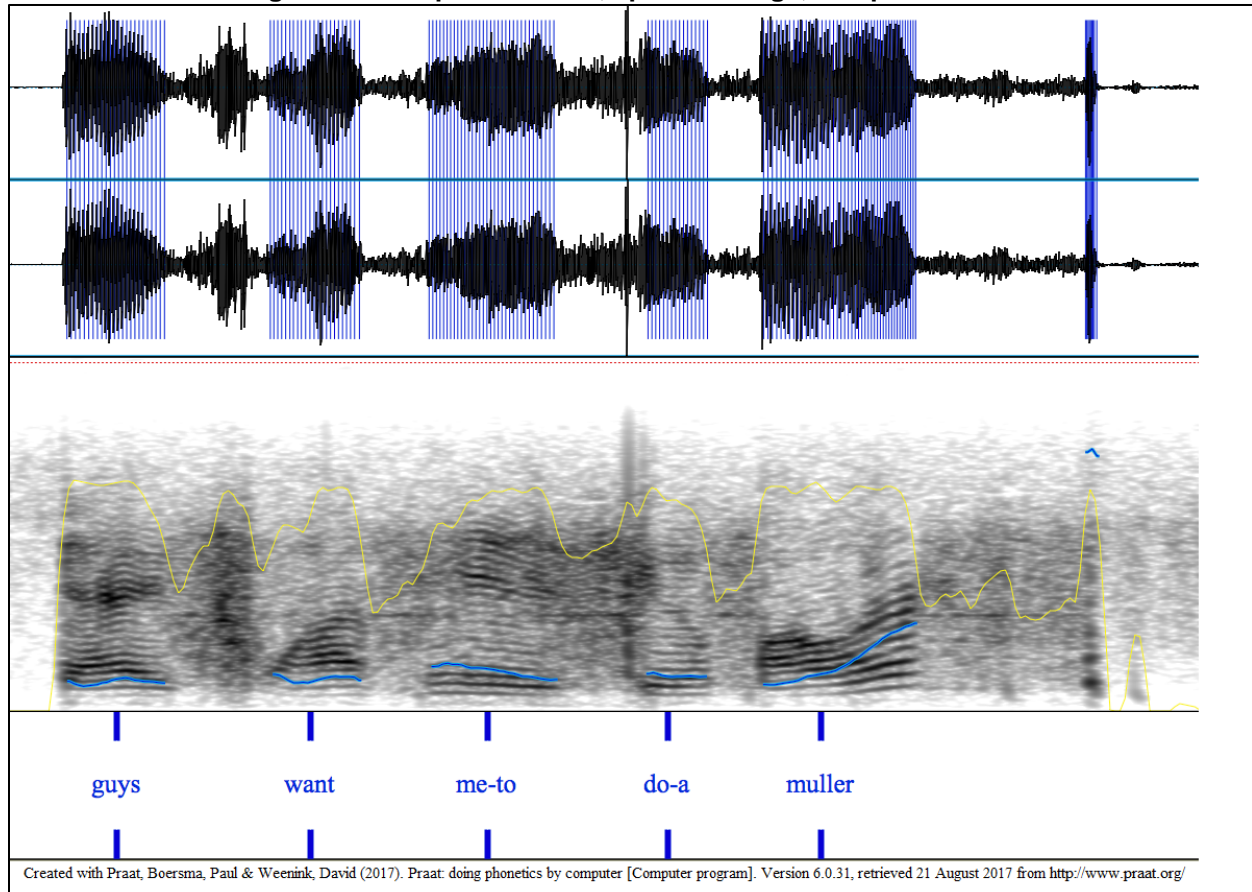 guys want me-to do-a muller
Created with Praat, Boersma, Paul & Weenink, David (2017). Praat: doing phonetics by computer [Computer program]. Version 6.0.31, retrieved 21 August 2017 from http://www.praat.org/